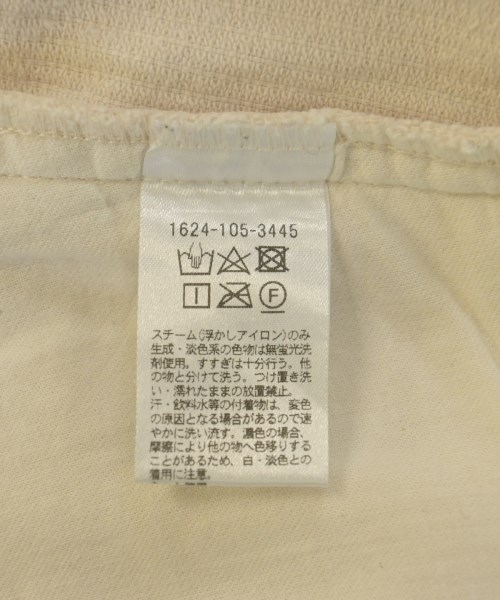 1624-105-3445
F
スチーム(浮かしアイロン)のみ
生成・淡色系の色物は無蛍光洗
剤使用。すすぎは十分行う。他
の物と分けて洗う。つけ置き洗
い・濡れたままの放置禁止。
汗・飲料水等の付着物は、変色
の原因となる場合があるので速
やかに洗い流す。濃色の場合、
摩擦により他の物へ色移りする
ことがあるため、白・淡色との
着用に注意。